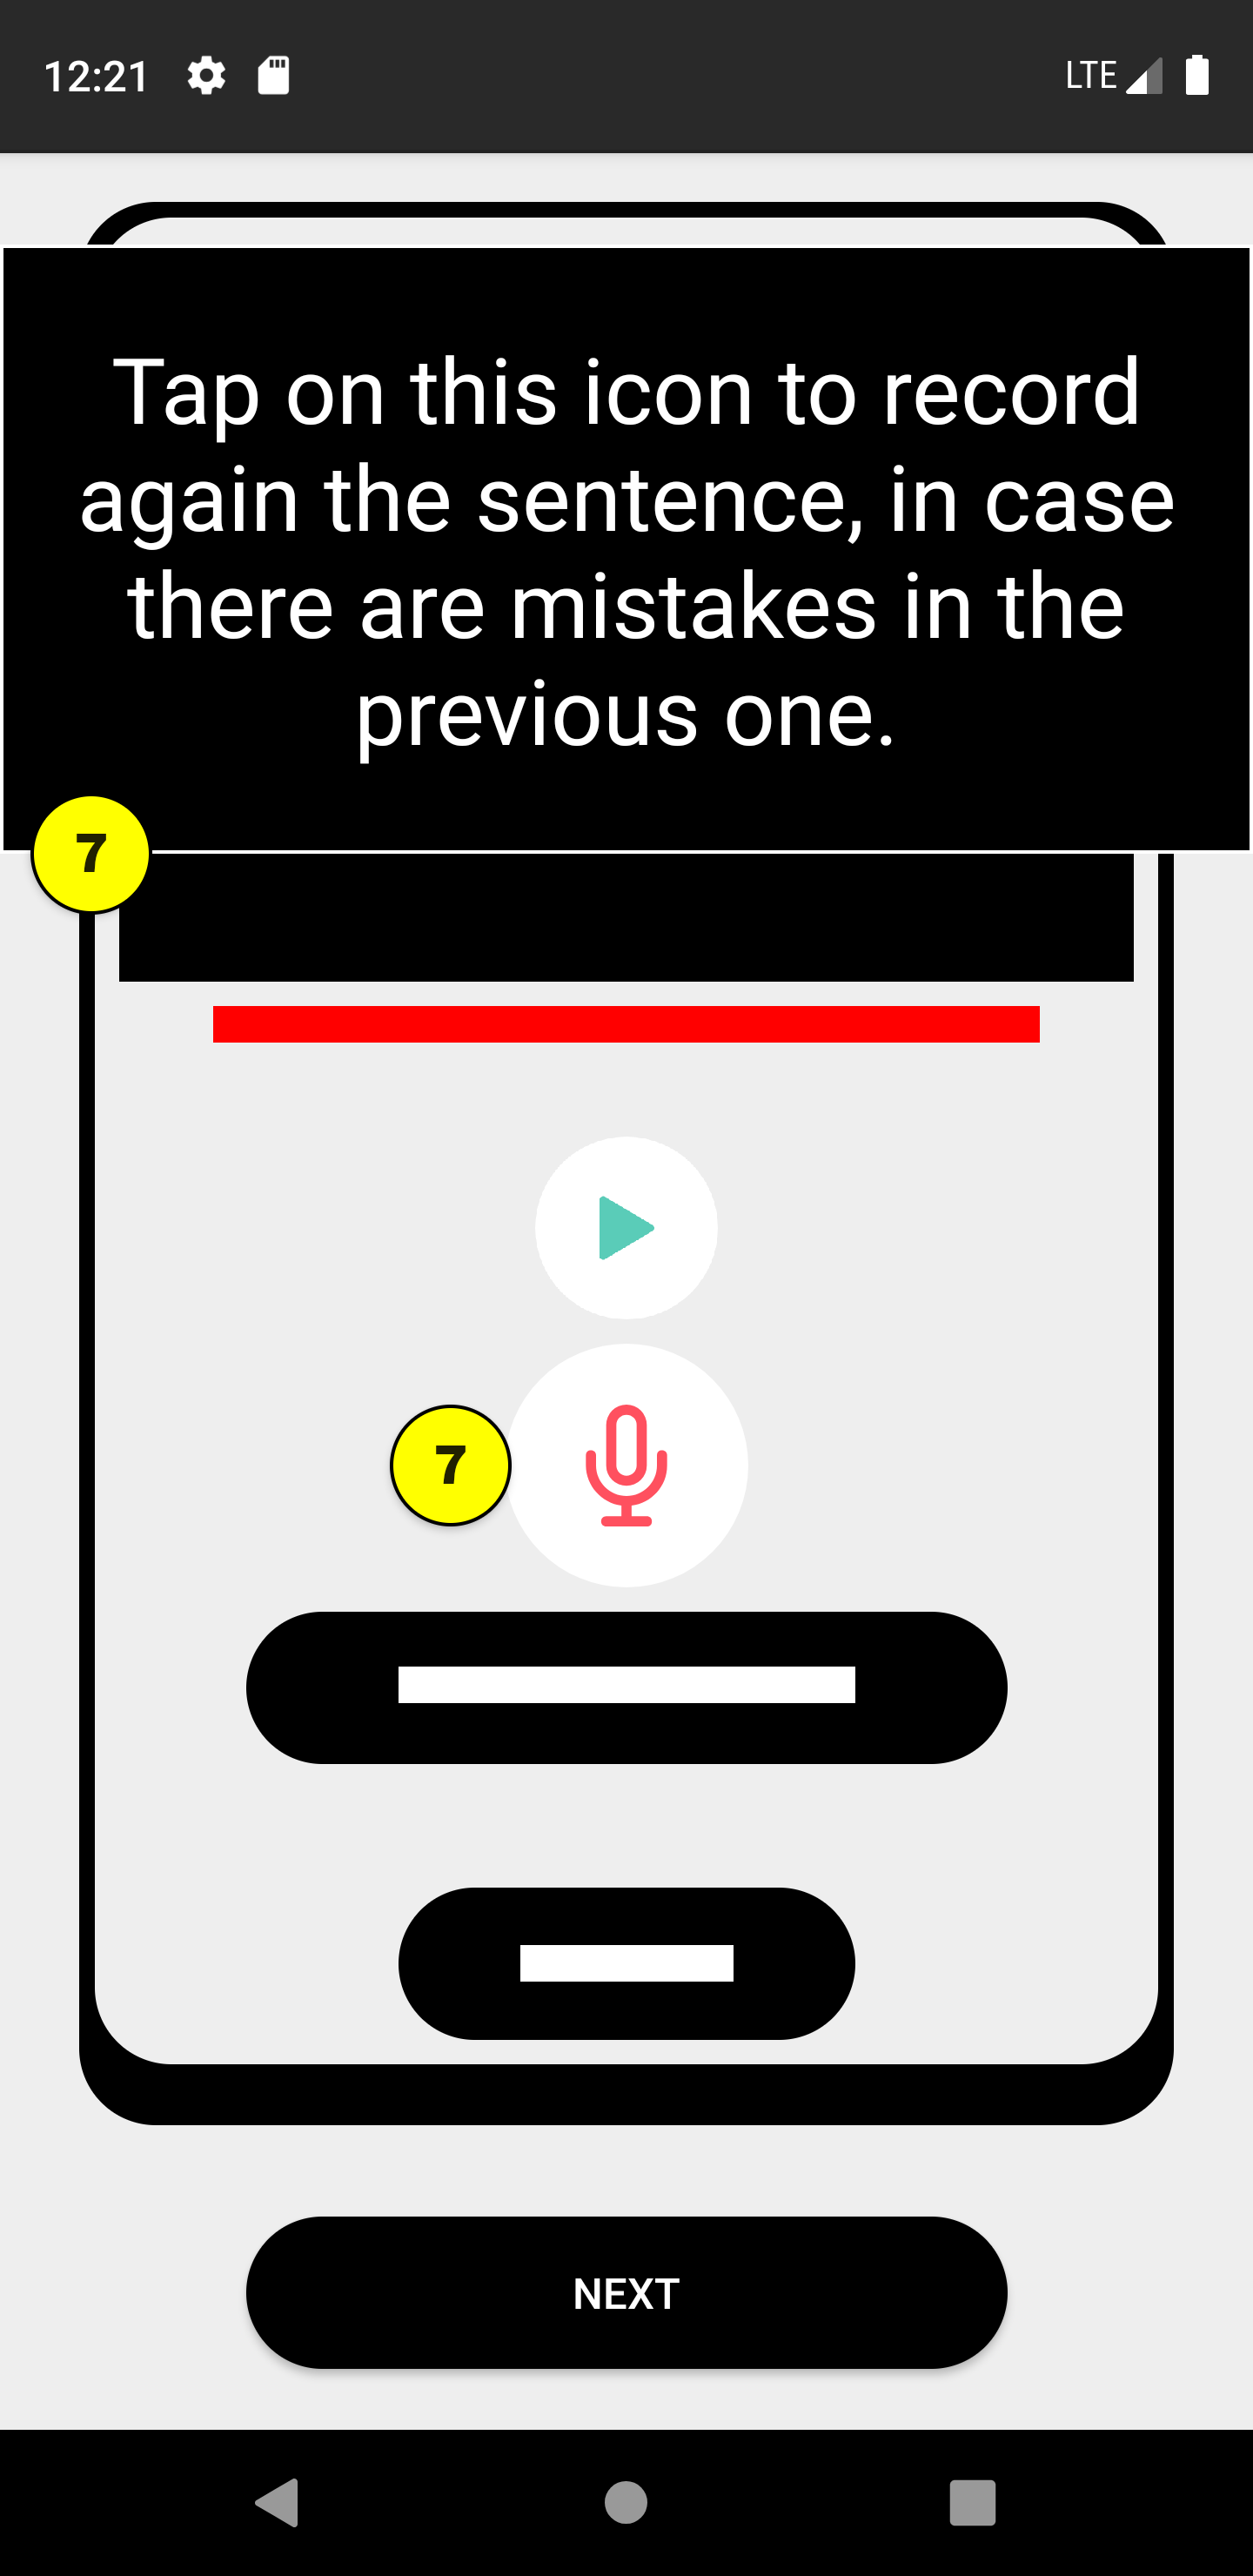 12:21 LTE
Tap on this icon to record
again the sentence, in case
there are mistakes in the
previous one.
7
7
NEXT